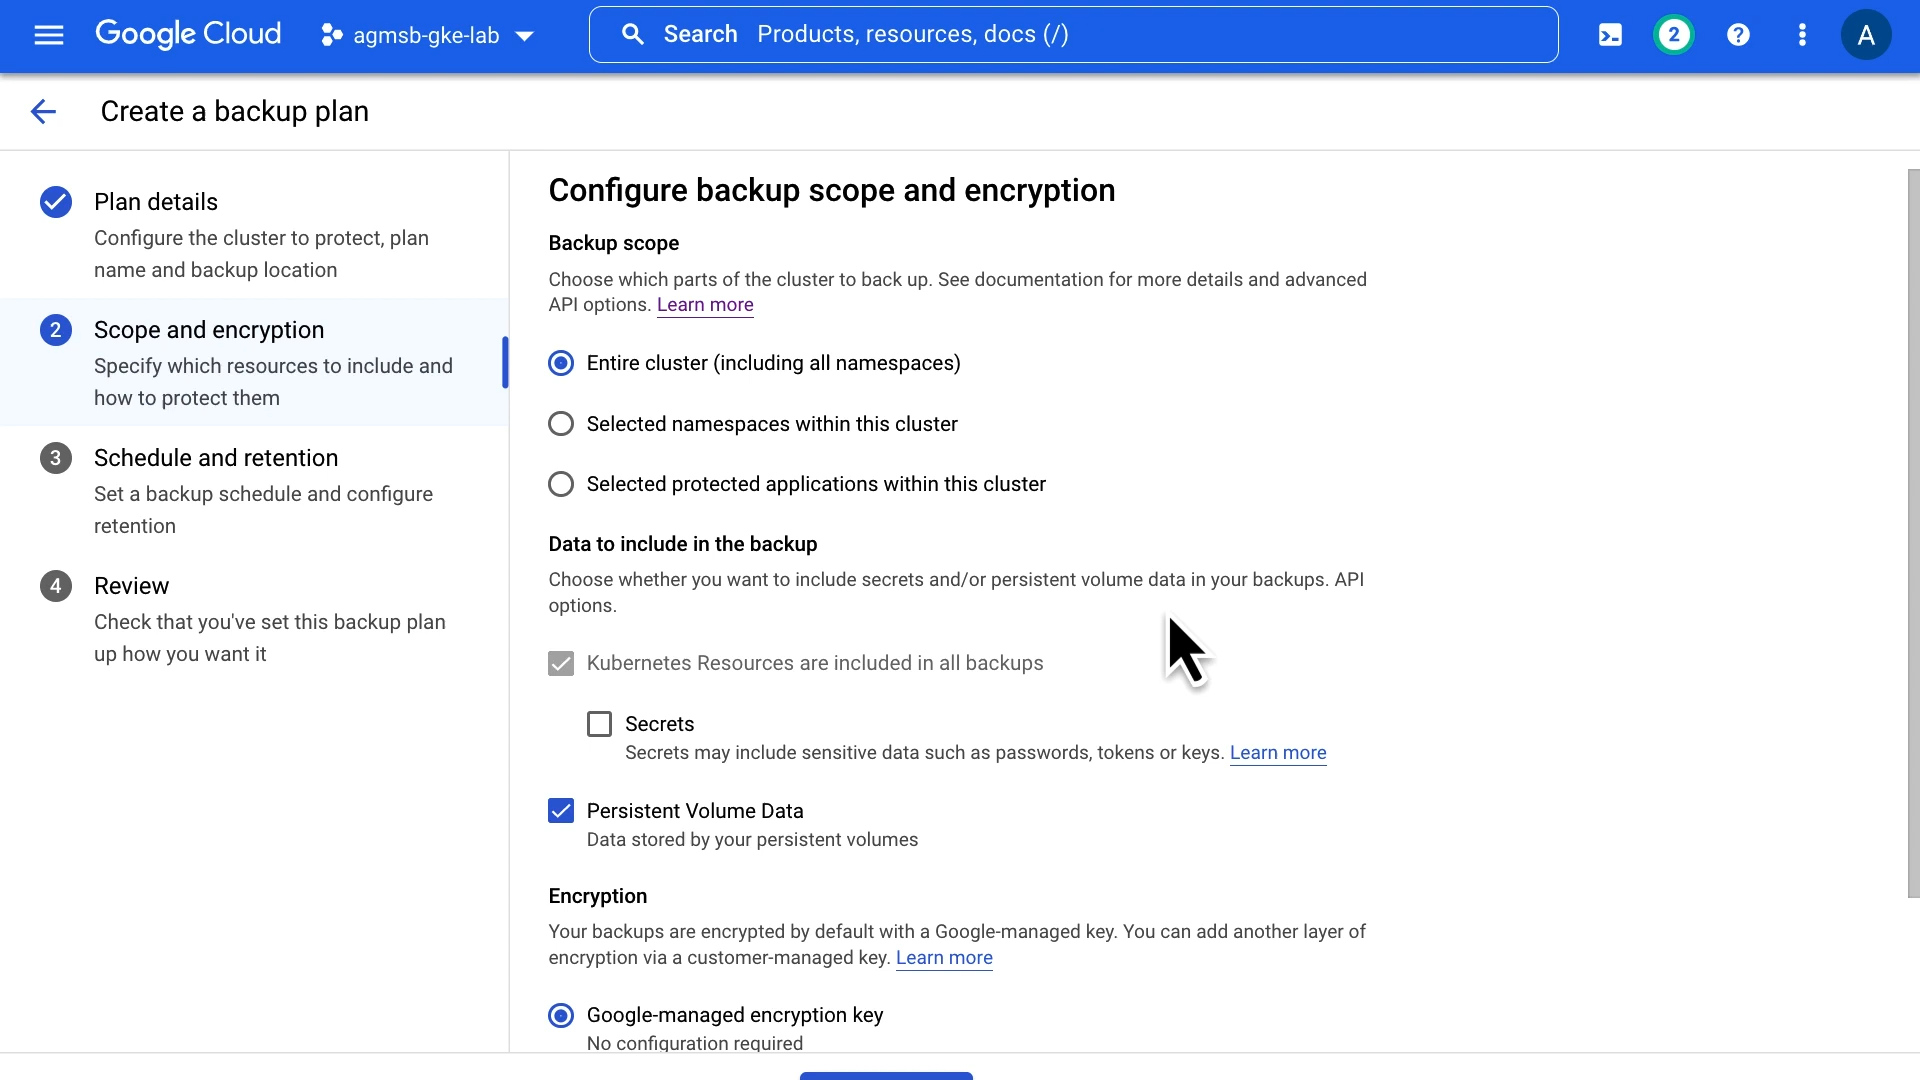 Google Cloud
agmsb-gke-lab
Search Products, resources, docs (/)
2
?
A
Create a backup plan
Plan details
Configure the cluster to protect, plan
name and backup location
2
Scope and encryption
Specify which resources to include and
how to protect them
3
Schedule and retention
Set a backup schedule and configure
retention
4
Review
Check that you've set this backup plan
up how you want it
Configure backup scope and encryption
Backup scope
Choose which parts of the cluster to back up. See documentation for more details and advanced
API options. Learn more
Entire cluster (including all namespaces)
Selected namespaces within this cluster
Selected protected applications within this cluster
Data to include in the backup
Choose whether you want to include secrets and/or persistent volume data in your backups. API
options.
Kubernetes Resources are included in all backups
Secrets
Secrets may include sensitive data such as passwords, tokens or keys. Learn more
Persistent Volume Data
Data stored by your persistent volumes
Encryption
Your backups are encrypted by default with a Google-managed key. You can add another layer of
encryption via a customer-managed key. Learn more
Google-managed encryption key
No configuration required